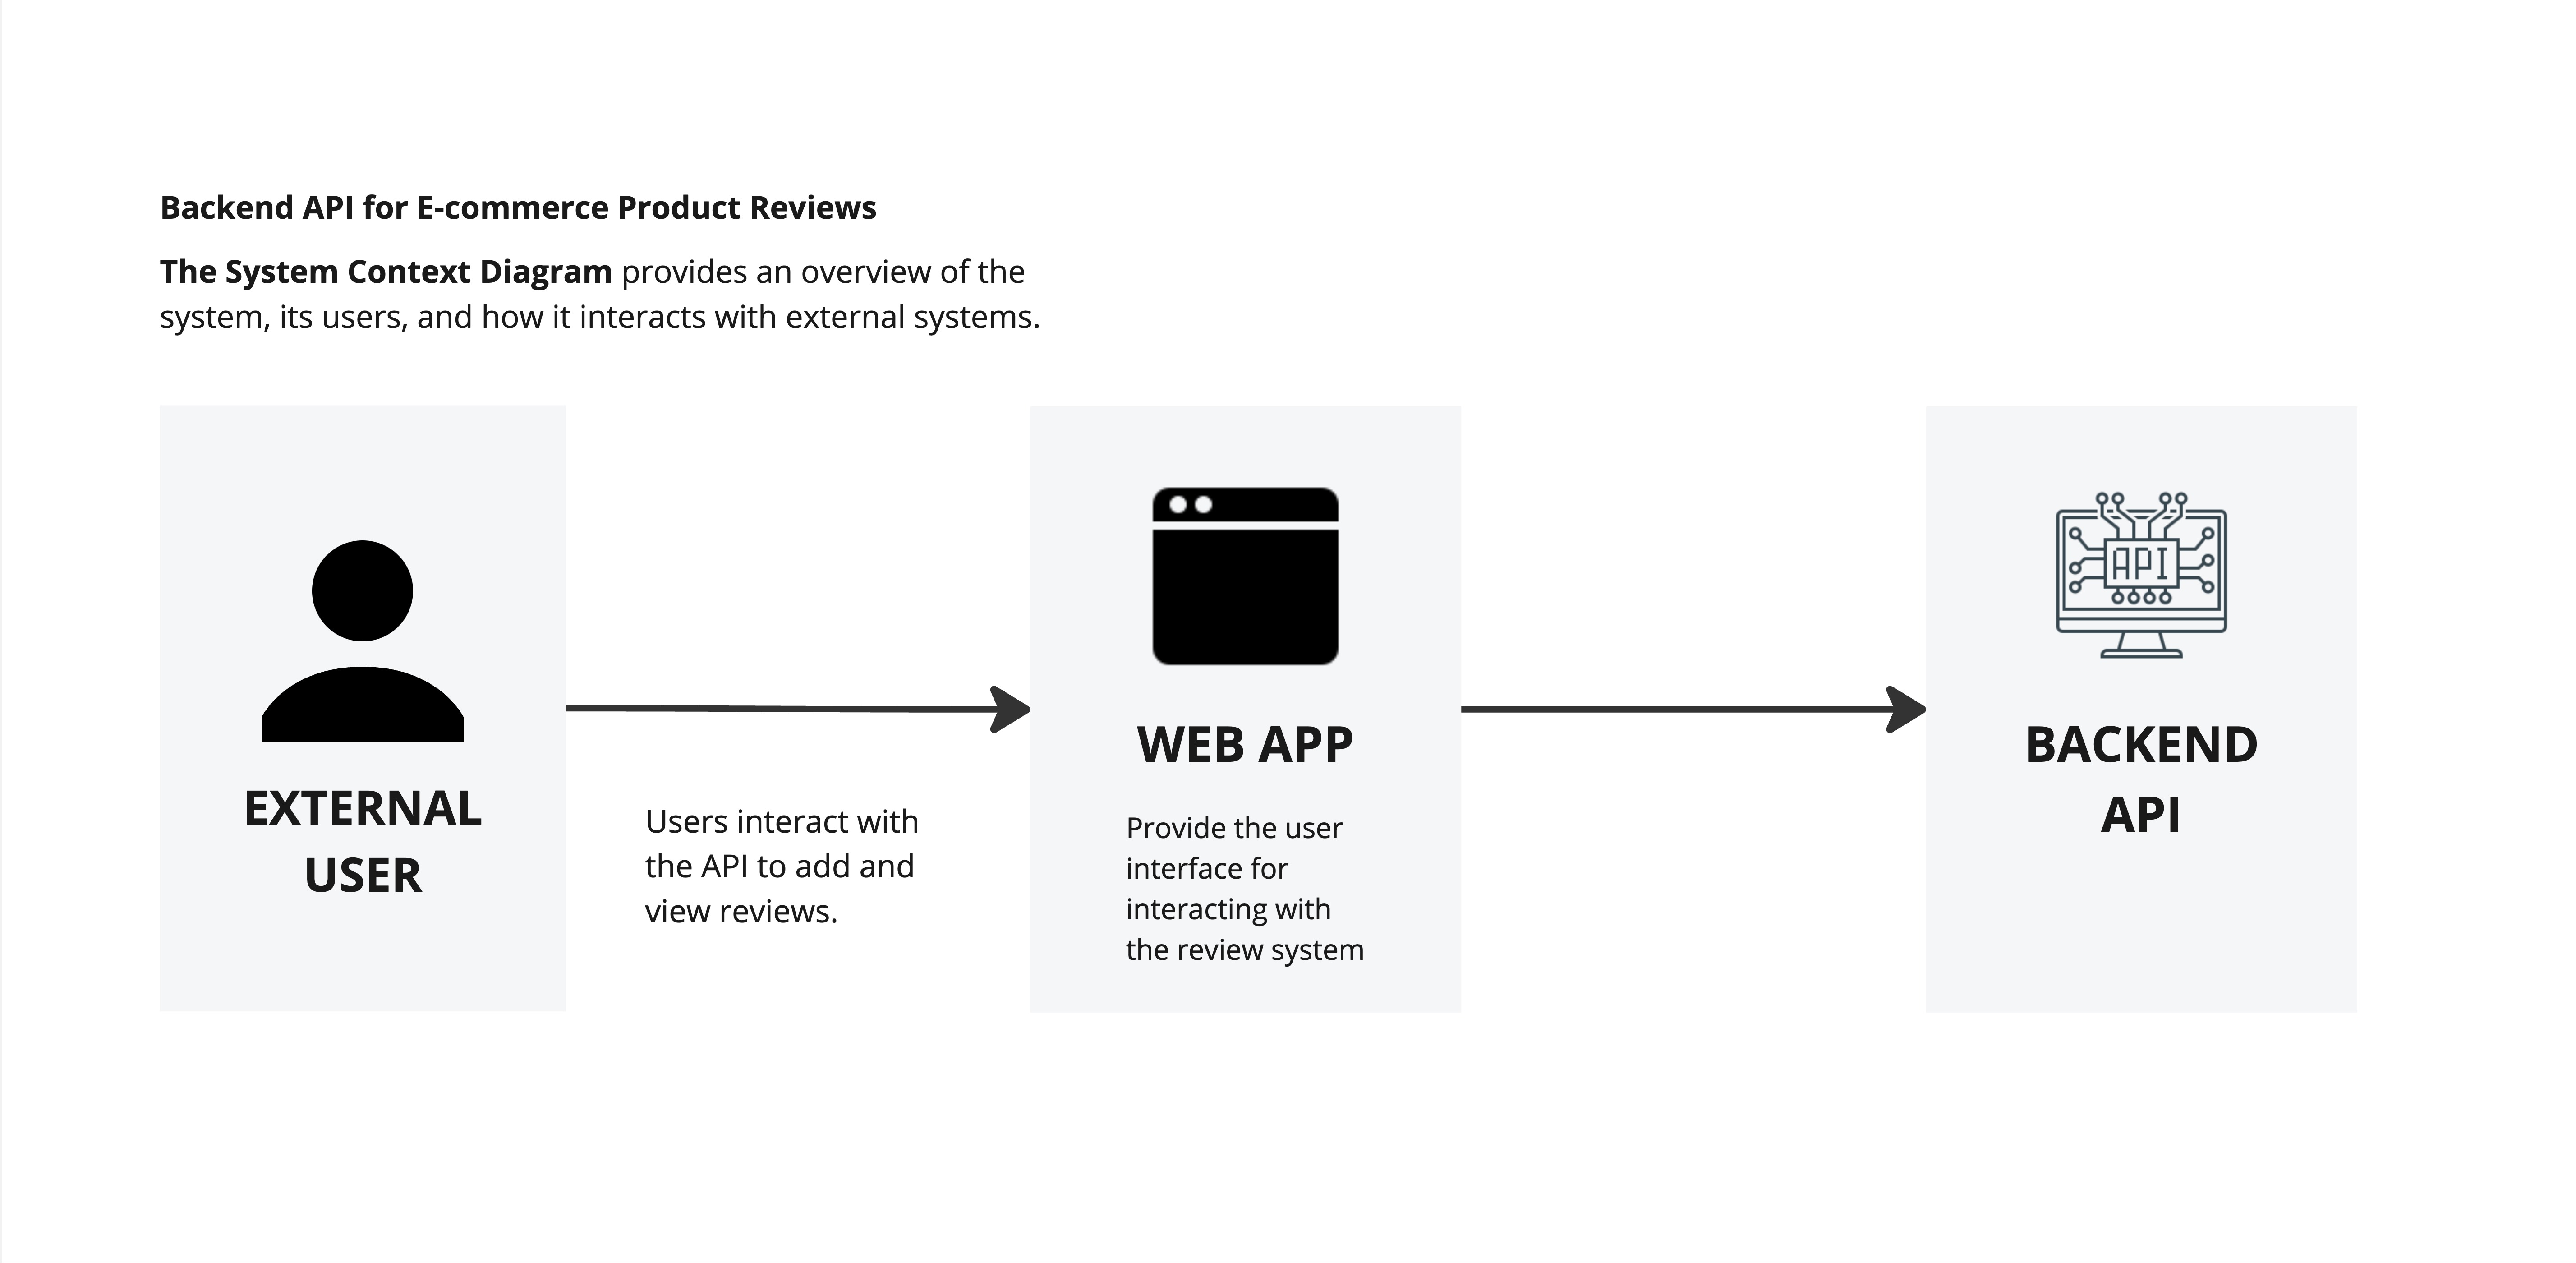 Backend API for E-commerce Product Reviews
The System Context Diagram provides an overview of the
system, its users, and how it interacts with external systems.
EXTERNAL
USER
Users interact with
the API to add and
view reviews.
WEB APP
Provide the user
interface for
interacting with
the review system
API
BACKEND
API